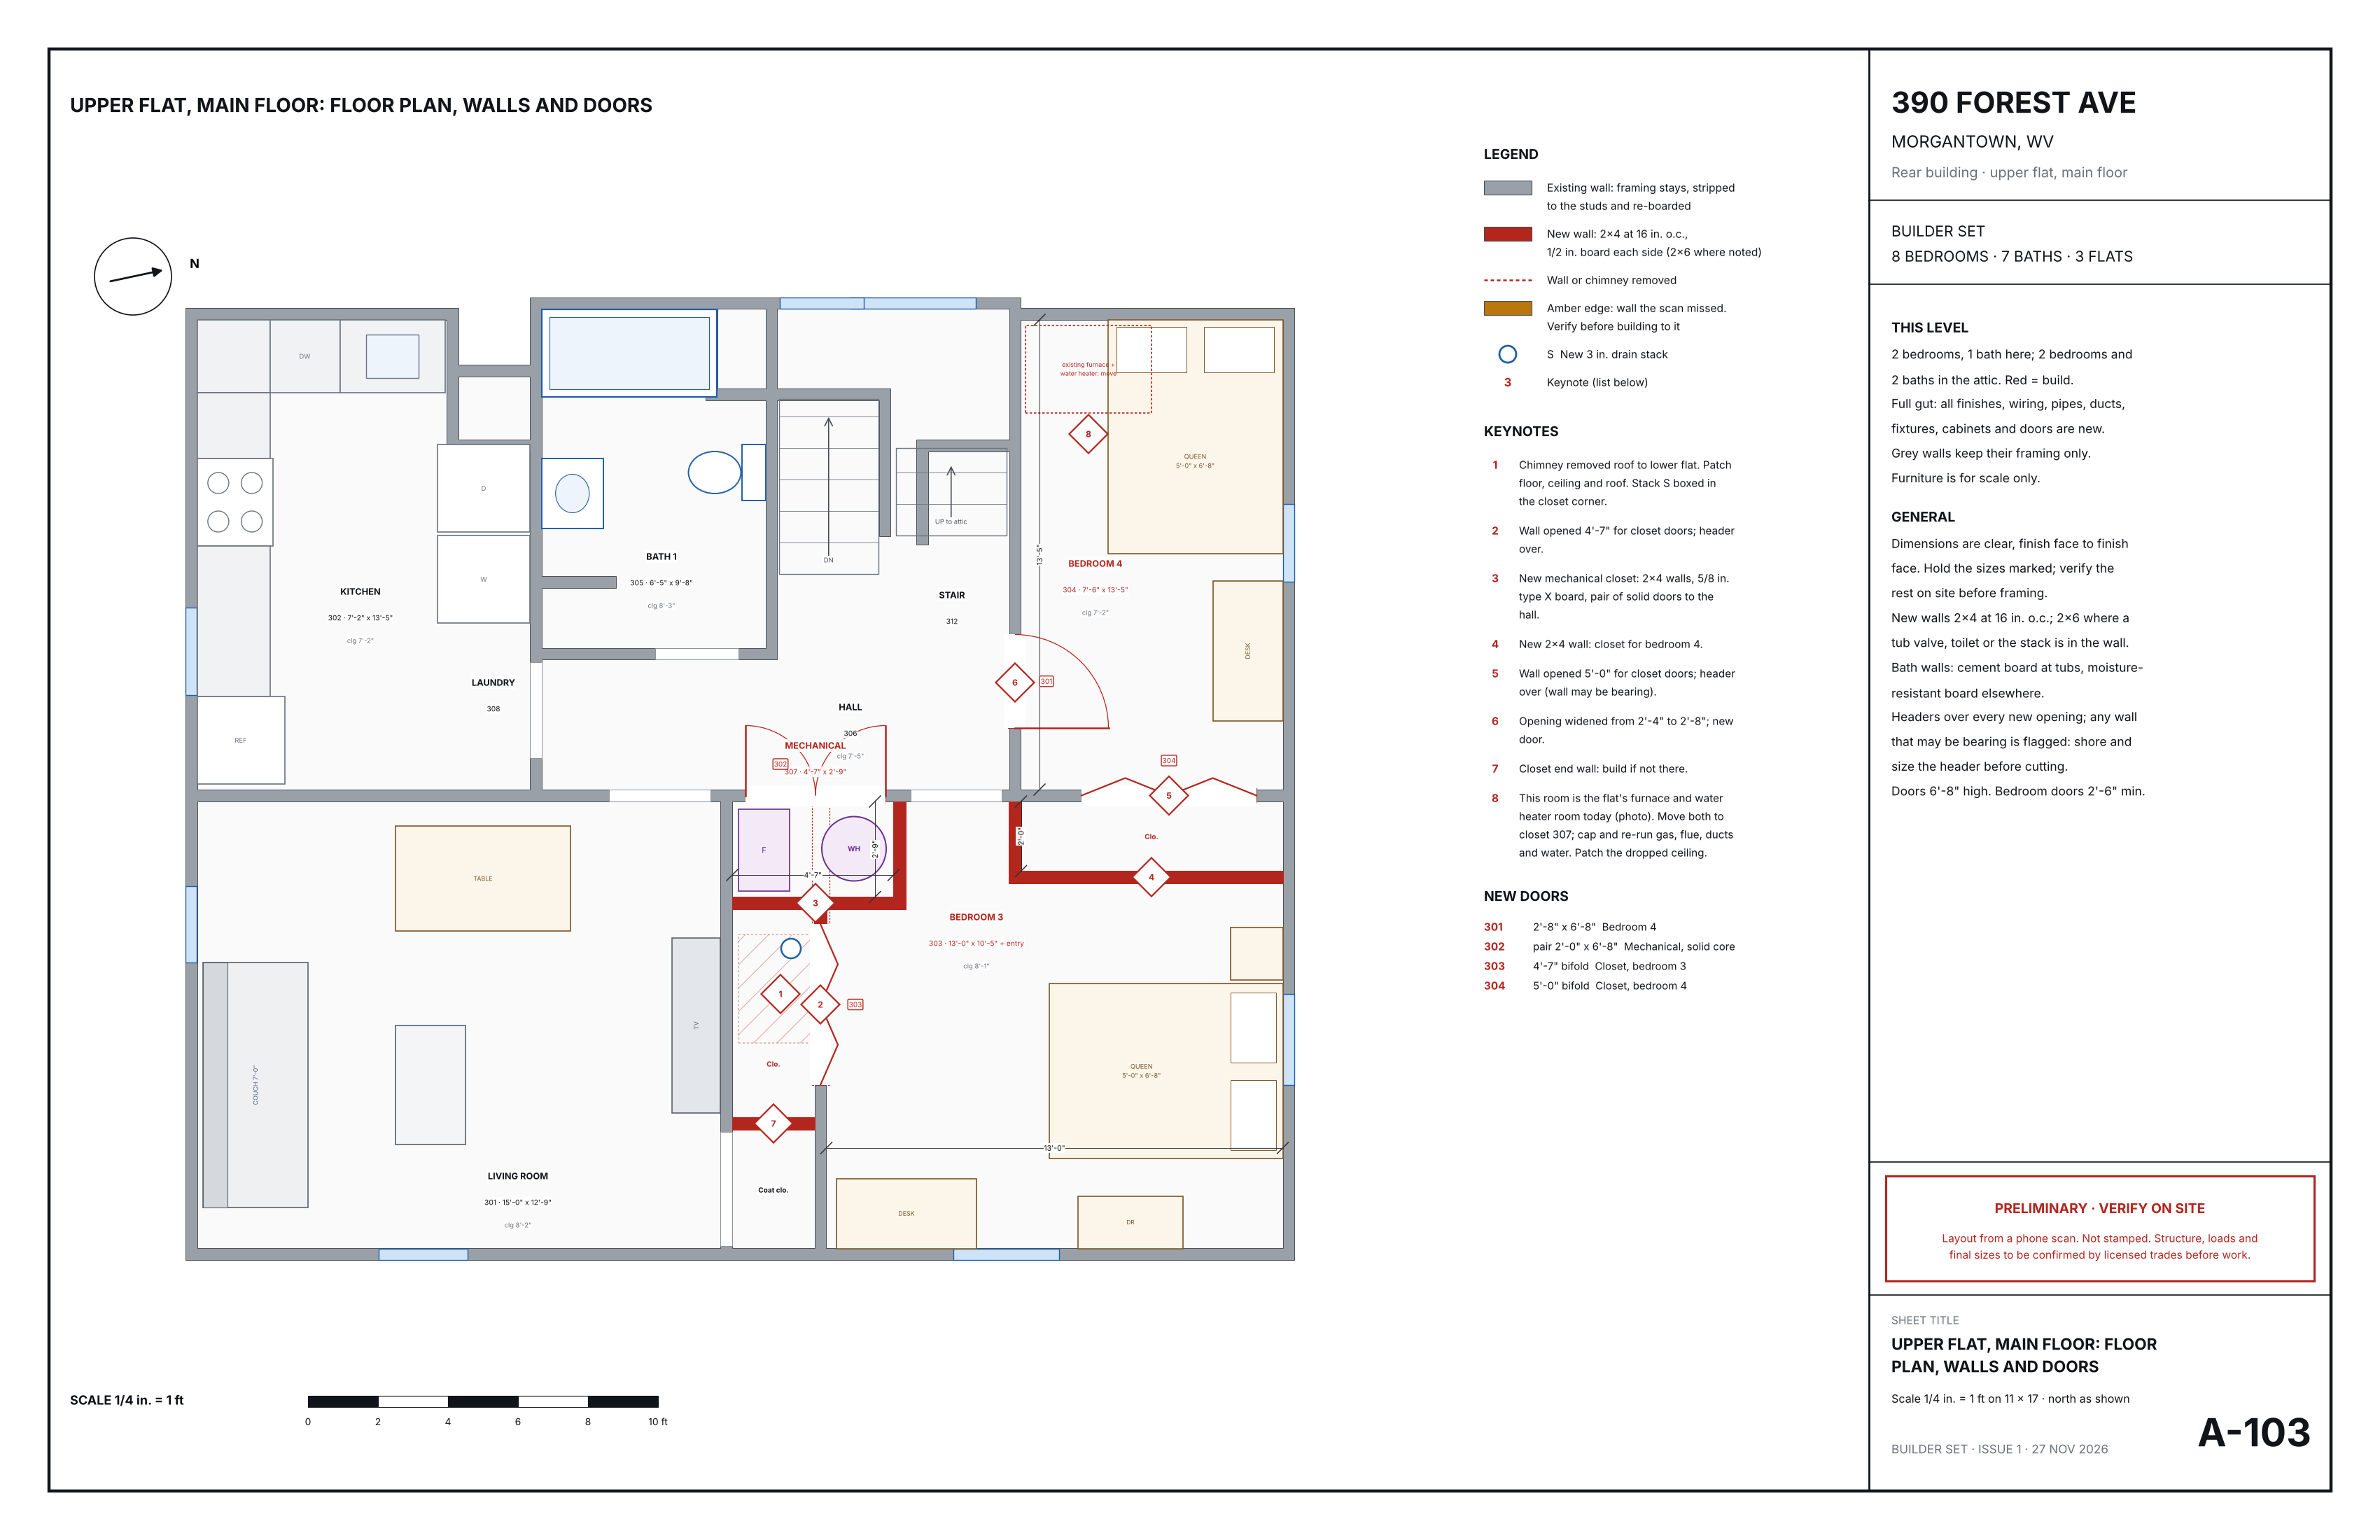 UPPER FLAT, MAIN FLOOR: FLOOR PLAN, WALLS AND DOORS
N
DW
D
W
REF
KITCHEN
302 · 7'-2" x 13'-5"
clg 7'-2"
LAUNDRY
308
BATH 1
305 · 6'-5" x 9'-8"
clg 8'-3"
DN
UP to attic
STAIR
312
HALL
306
clg 7'-5"
MECHANICAL
302
307 · 4'-7" x 2'-9"
existing furnace +
water heater: move
8
QUEEN
5'-0" x 6'-8"
13'-5"
BEDROOM 4
304 · 7'-6" x 13'-5"
clg 7'-2"
DESK
6
301
304
5
Clo.
2'-0"
4
F
WH
2'-9"
4'-7"
3
BEDROOM 3
303 · 13'-0" x 10'-5" + entry
clg 8'-1"
1
2
303
Clo.
7
Coat clo.
QUEEN
5'-0" x 6'-8"
13'-0"
DESK
DR
TABLE
TV
COUCH 7'-0"
LIVING ROOM
301 · 15'-0" x 12'-9"
clg 8'-2"
SCALE 1/4 in. = 1 ft
0 2 4 6 8 10 ft
LEGEND
Existing wall: framing stays, stripped
to the studs and re-boarded
New wall: 2×4 at 16 in. o.c.,
1/2 in. board each side (2×6 where noted)
Wall or chimney removed
Amber edge: wall the scan missed.
Verify before building to it
S New 3 in. drain stack
3 Keynote (list below)
KEYNOTES
1 Chimney removed roof to lower flat. Patch
floor, ceiling and roof. Stack S boxed in
the closet corner.
2 Wall opened 4'-7" for closet doors; header
over.
3 New mechanical closet: 2×4 walls, 5/8 in.
type X board, pair of solid doors to the
hall.
4 New 2×4 wall: closet for bedroom 4.
5 Wall opened 5'-0" for closet doors; header
over (wall may be bearing).
6 Opening widened from 2'-4" to 2'-8"; new
door.
7 Closet end wall: build if not there.
8 This room is the flat's furnace and water
heater room today (photo). Move both to
closet 307; cap and re-run gas, flue, ducts
and water. Patch the dropped ceiling.
NEW DOORS
301 2'-8" x 6'-8" Bedroom 4
302 pair 2'-0" x 6'-8" Mechanical, solid core
303 4'-7" bifold Closet, bedroom 3
304 5'-0" bifold Closet, bedroom 4
390 FOREST AVE
MORGANTOWN, WV
Rear building · upper flat, main floor
BUILDER SET
8 BEDROOMS · 7 BATHS · 3 FLATS
THIS LEVEL
2 bedrooms, 1 bath here; 2 bedrooms and
2 baths in the attic. Red = build.
Full gut: all finishes, wiring, pipes, ducts,
fixtures, cabinets and doors are new.
Grey walls keep their framing only.
Furniture is for scale only.
GENERAL
Dimensions are clear, finish face to finish
face. Hold the sizes marked; verify the
rest on site before framing.
New walls 2×4 at 16 in. o.c.; 2×6 where a
tub valve, toilet or the stack is in the wall.
Bath walls: cement board at tubs, moisture-
resistant board elsewhere.
Headers over every new opening; any wall
that may be bearing is flagged: shore and
size the header before cutting.
Doors 6'-8" high. Bedroom doors 2'-6" min.
PRELIMINARY · VERIFY ON SITE
Layout from a phone scan. Not stamped. Structure, loads and
final sizes to be confirmed by licensed trades before work.
SHEET TITLE
UPPER FLAT, MAIN FLOOR: FLOOR
PLAN, WALLS AND DOORS
Scale 1/4 in. = 1 ft on 11 × 17 · north as shown
BUILDER SET · ISSUE 1 · 27 NOV 2026
A-103